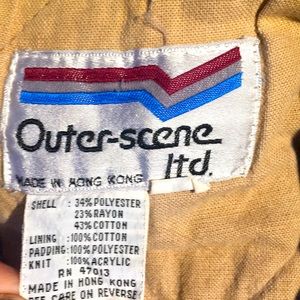 Outer-scene
ltd.
MADE IN HONG KONG
SHELL : 34% POLYESTER
23% RAYON
43% COTTON
LINING : 100% COTTON
PADDING : 100% POLYESTER
KNIT : 100% ACRYLIC
RN 47013
MADE IN HONG KONG
SEE CARE ON REVERSE